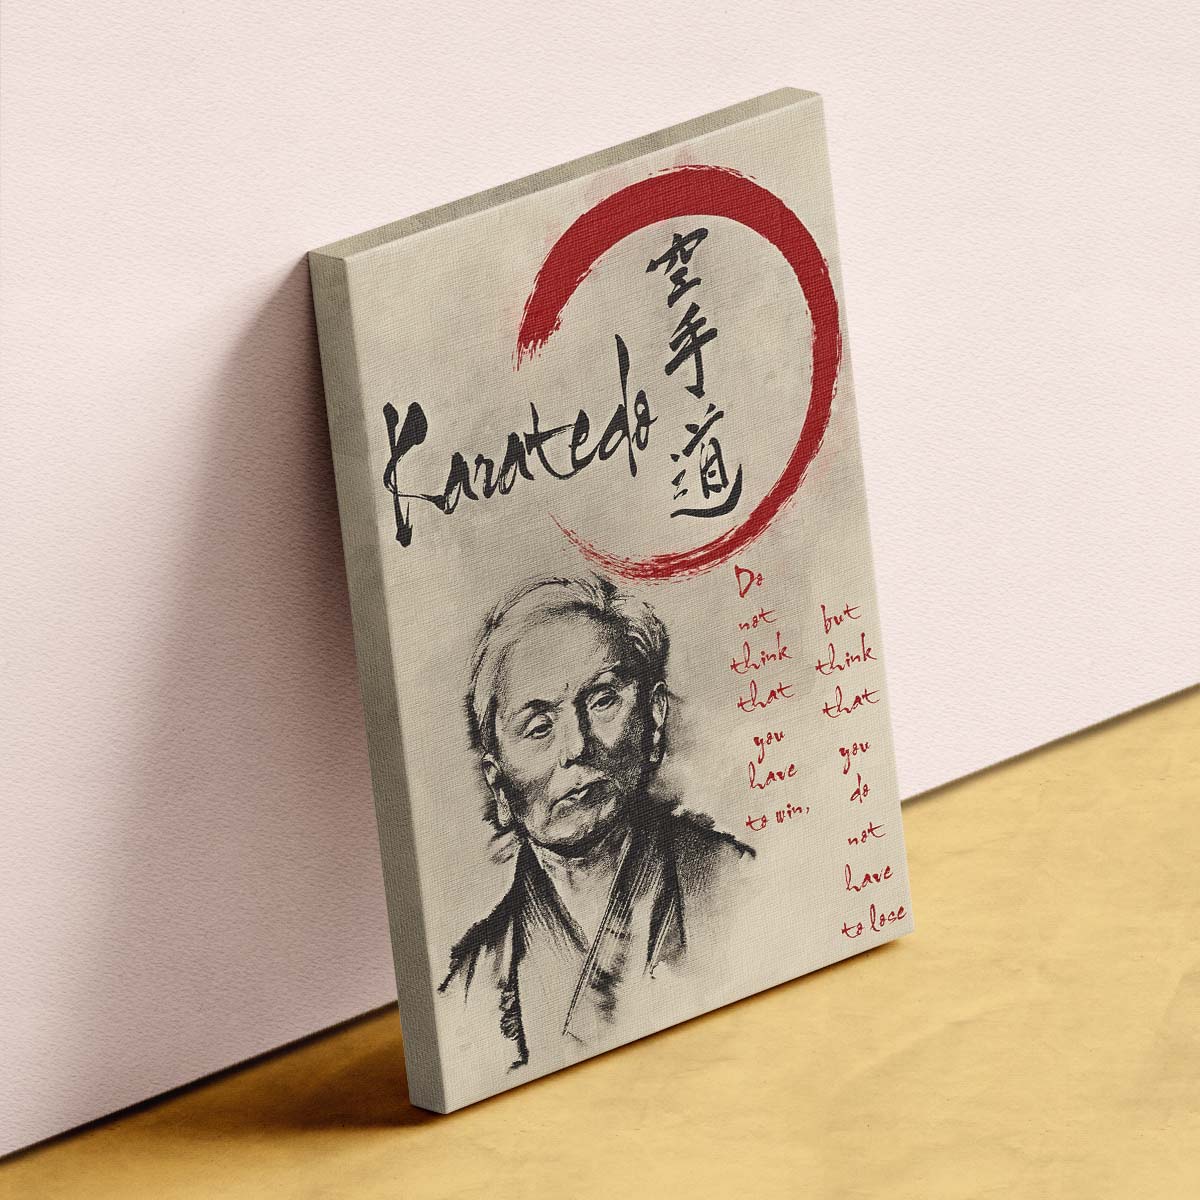 空手道
Karatedo
Do
not
think
that
you
have
to win,
but
think
that
you
do
not
have
to lose